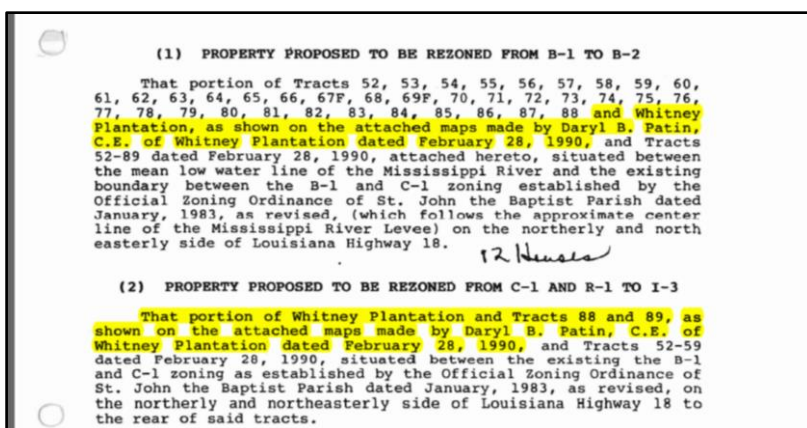 (1) PROPERTY PROPOSED TO BE REZONED FROM B-1 TO B-2
That portion of Tracts 52, 53, 54, 55, 56, 57, 58, 59, 60,
61, 62, 63, 64, 65, 66, 67F, 68, 69F, 70, 71, 72, 73, 74, 75, 76,
77, 78, 79, 80, 81, 82, 83, 84, 85, 86, 87, 88 and Whitney
Plantation, as shown on the attached maps made by Daryl B. Patin,
C.E. of Whitney Plantation dated February 28, 1990, and Tracts
52-89 dated February 28, 1990, attached hereto, situated between
the mean low water line of the Mississippi River and the existing
boundary between the B-1 and C-1 zoning established by the
Official Zoning Ordinance of St. John the Baptist Parish dated
January, 1983, as revised, (which follows the approximate center
line of the Mississippi River Levee) on the northerly and north
easterly side of Louisiana Highway 18.
12 Houses
(2) PROPERTY PROPOSED TO BE REZONED FROM C-1 AND R-1 TO I-3
That portion of Whitney Plantation and Tracts 88 and 89, as
shown on the attached maps made by Daryl B. Patin, C.E. of
Whitney Plantation dated February 28, 1990, and Tracts 52-59
dated February 28, 1990, situated between the existing the B-1
and C-1 zoning as established by the Official Zoning Ordinance of
St. John the Baptist Parish dated January, 1983, as revised, on
the northerly and northeasterly side of Louisiana Highway 18 to
the rear of said tracts.